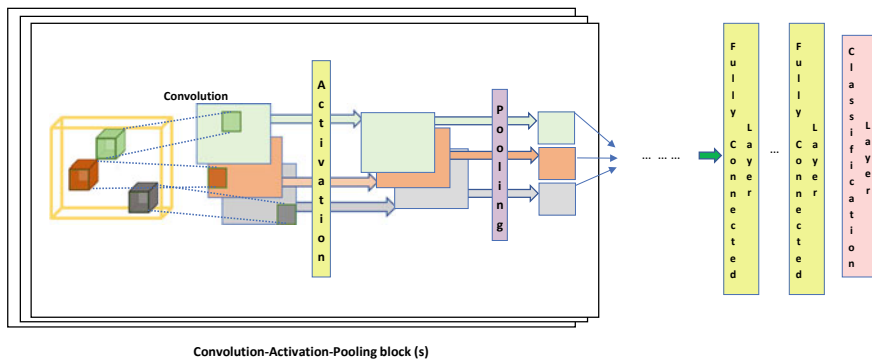 Convolution
Activation
Pooling
... ... ...
Fully Connected
Layer
...
Fully Connected
Layer
Classification
Layer
Convolution-Activation-Pooling block (s)